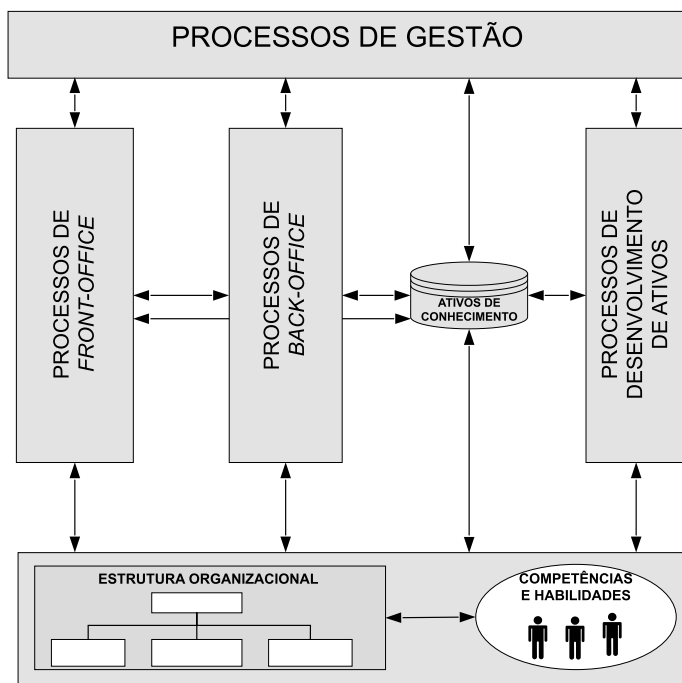 PROCESSOS DE GESTÃO
PROCESSOS DE
FRONT-OFFICE
PROCESSOS DE
BACK-OFFICE
ATIVOS DE
CONHECIMENTO
PROCESSOS DE
DESENVOLVIMENTO
DE ATIVOS
ESTRUTURA ORGANIZACIONAL
COMPETÊNCIAS
E HABILIDADES